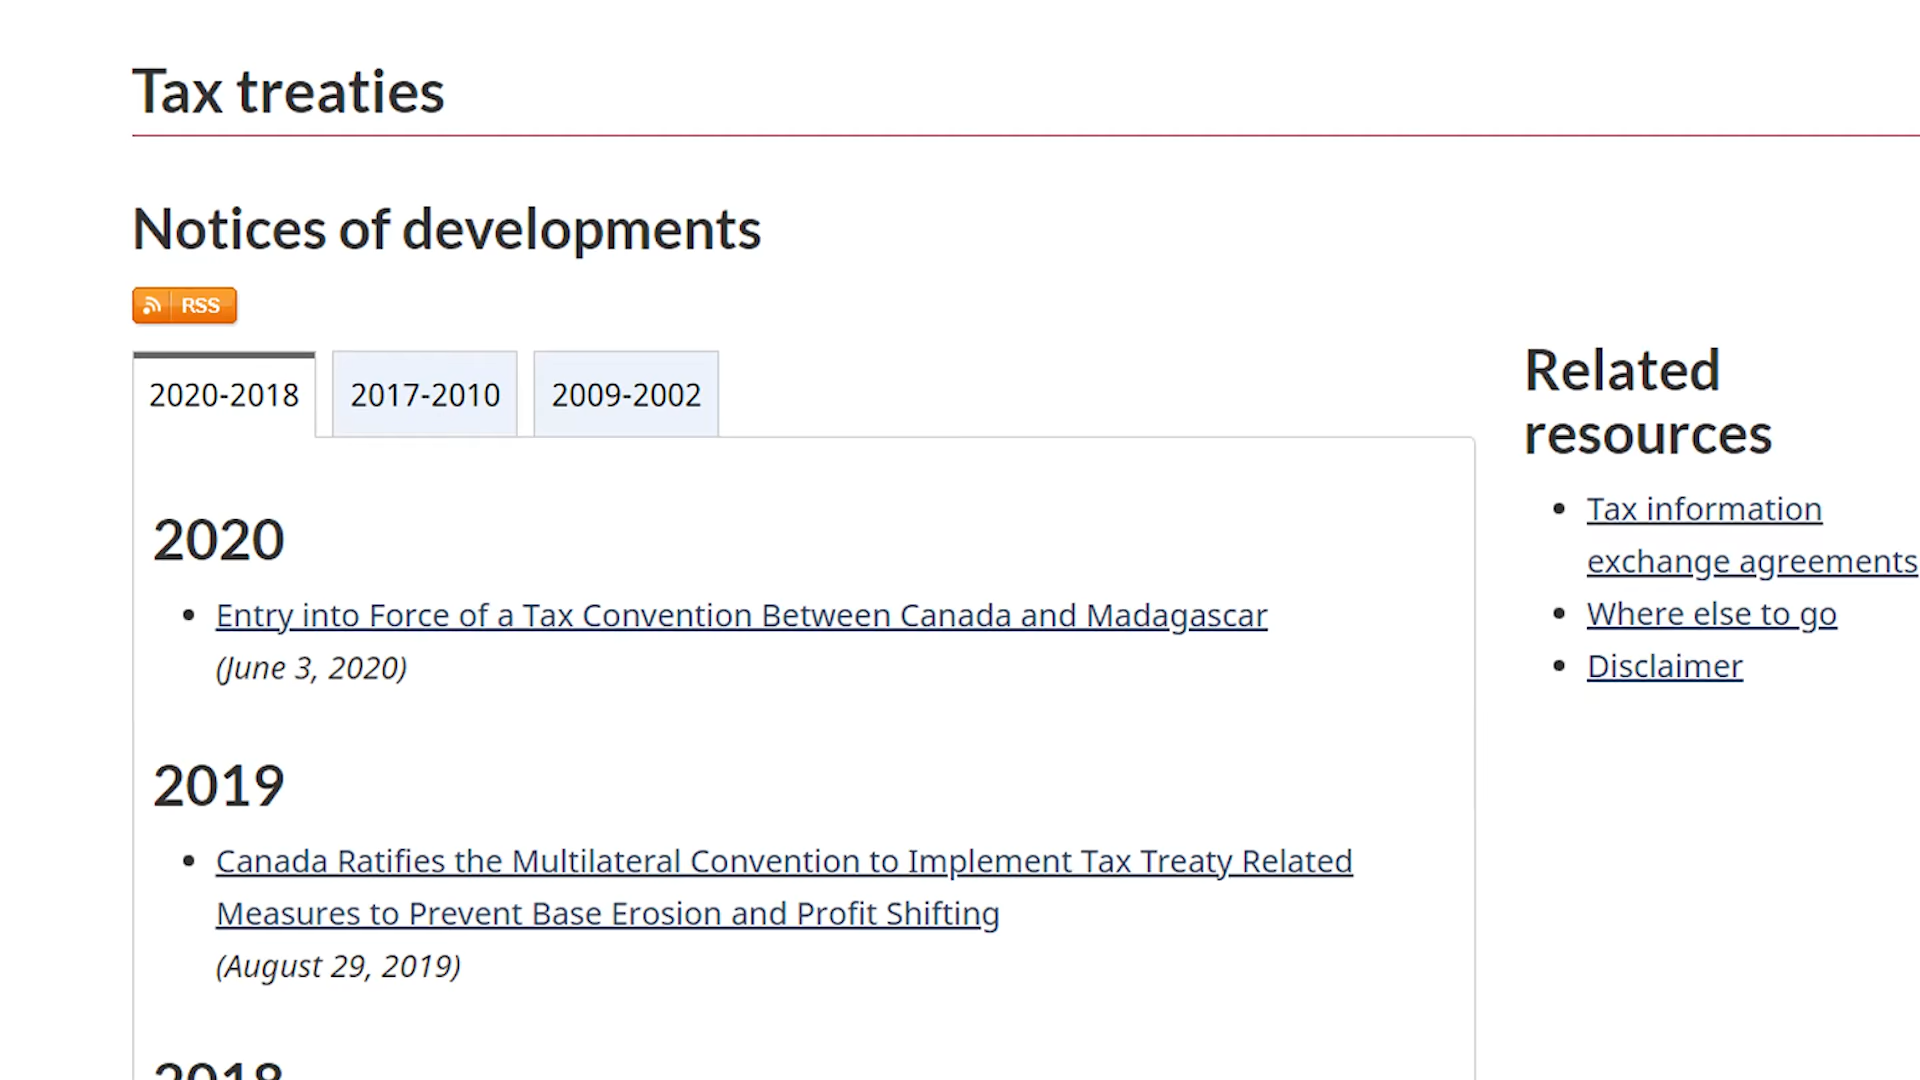 Tax treaties
Notices of developments
RSS
2020-2018
2017-2010
2009-2002
2020
Entry into Force of a Tax Convention Between Canada and Madagascar
(June 3, 2020)
2019
Canada Ratifies the Multilateral Convention to Implement Tax Treaty Related
Measures to Prevent Base Erosion and Profit Shifting
(August 29, 2019)
2018
Related
resources
Tax information
exchange agreements
Where else to go
Disclaimer